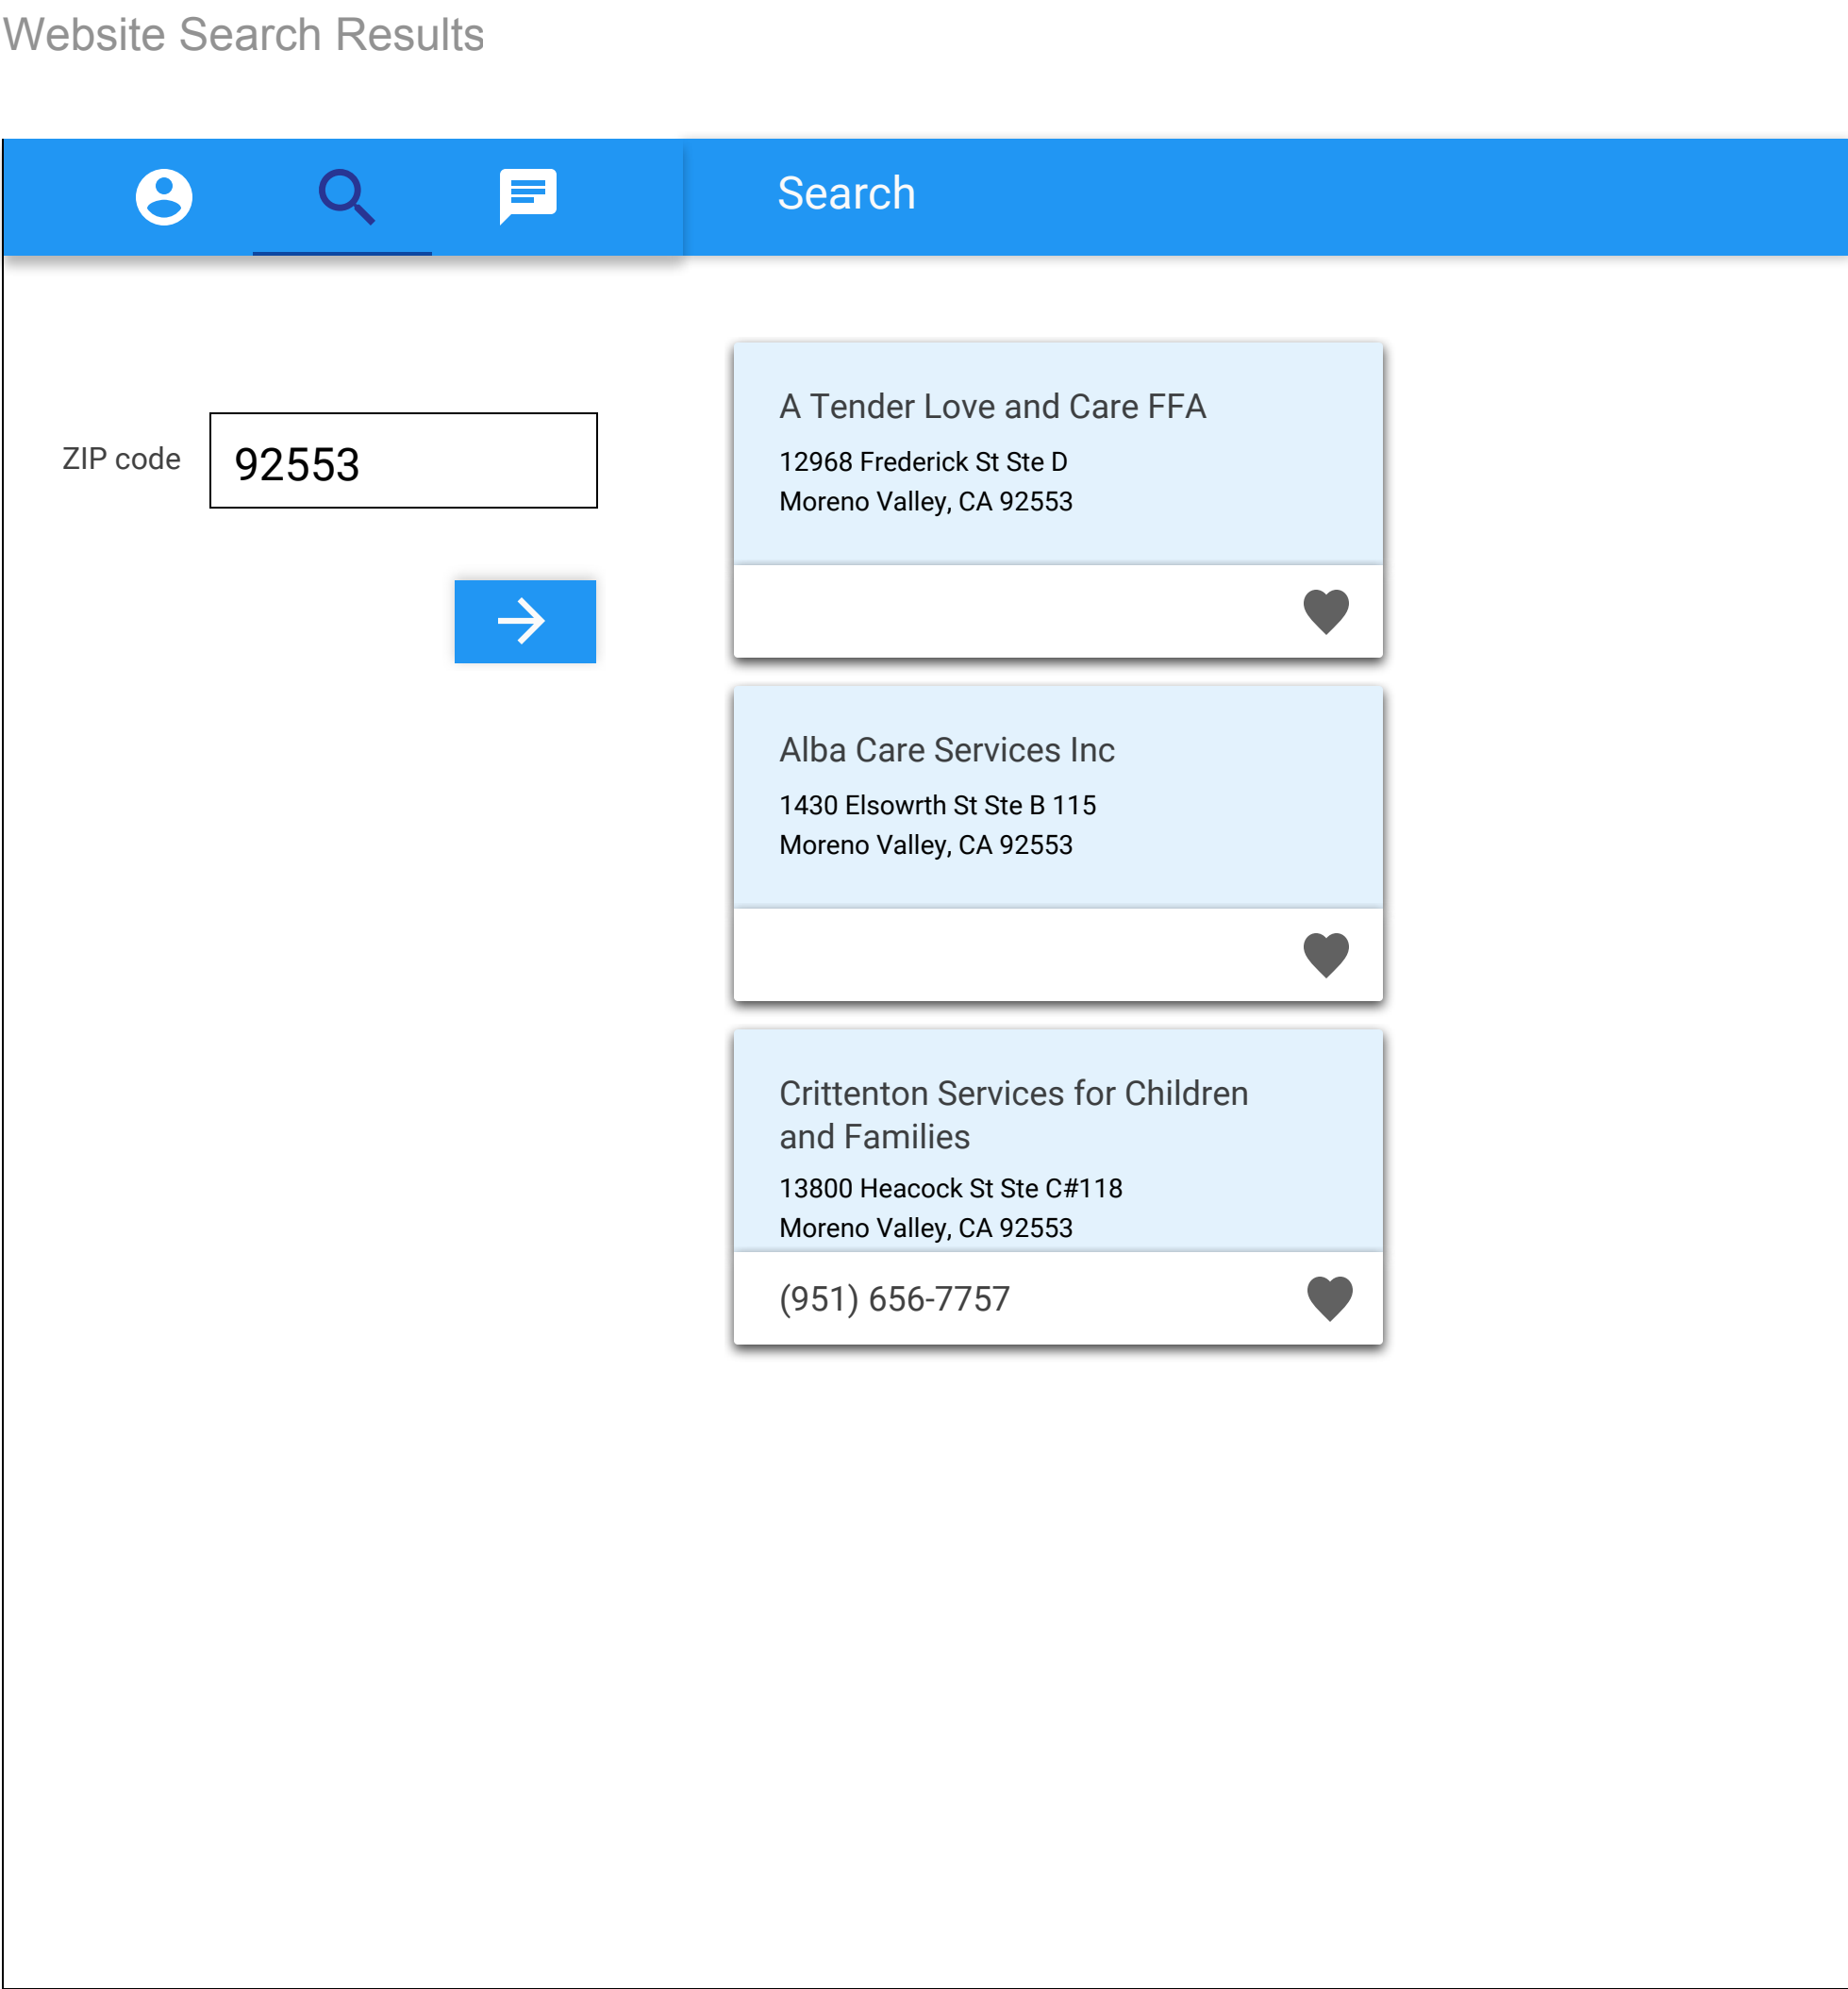 Website Search Results
Search
ZIP code
92553
A Tender Love and Care FFA
12968 Frederick St Ste D
Moreno Valley, CA 92553
Alba Care Services Inc
1430 Elsowrth St Ste B 115
Moreno Valley, CA 92553
Crittenton Services for Children
and Families
13800 Heacock St Ste C#118
Moreno Valley, CA 92553
(951) 656-7757